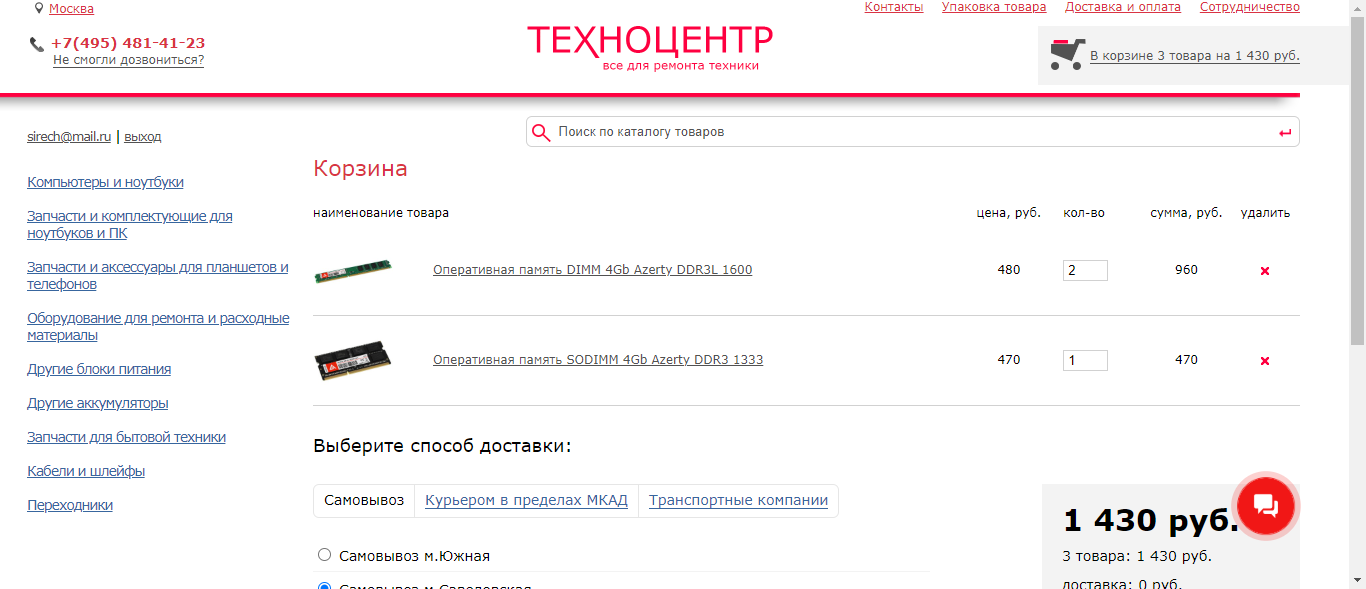 Москва
Контакты Упаковка товара Доставка и оплата Сотрудничество
+7(495) 481-41-23
Не смогли дозвониться?
ТЕХНОЦЕНТР
все для ремонта техники
В корзине 3 товара на 1 430 руб.
sirech@mail.ru | выход
Поиск по каталогу товаров
Компьютеры и ноутбуки
Запчасти и комплектующие для
ноутбуков и ПК
Запчасти и аксессуары для планшетов и
телефонов
Оборудование для ремонта и расходные
материалы
Другие блоки питания
Другие аккумуляторы
Запчасти для бытовой техники
Кабели и шлейфы
Переходники
Корзина
наименование товара цена, руб. кол-во сумма, руб. удалить
Оперативная память DIMM 4Gb Azerty DDR3L 1600 480 2 960
Оперативная память SODIMM 4Gb Azerty DDR3 1333 470 1 470
Выберите способ доставки:
Самовывоз Курьером в пределах МКАД Транспортные компании
Самовывоз м.Южная
Самовывоз м.Савеловская
1 430 руб.
3 товара: 1 430 руб.
доставка: 0 руб.